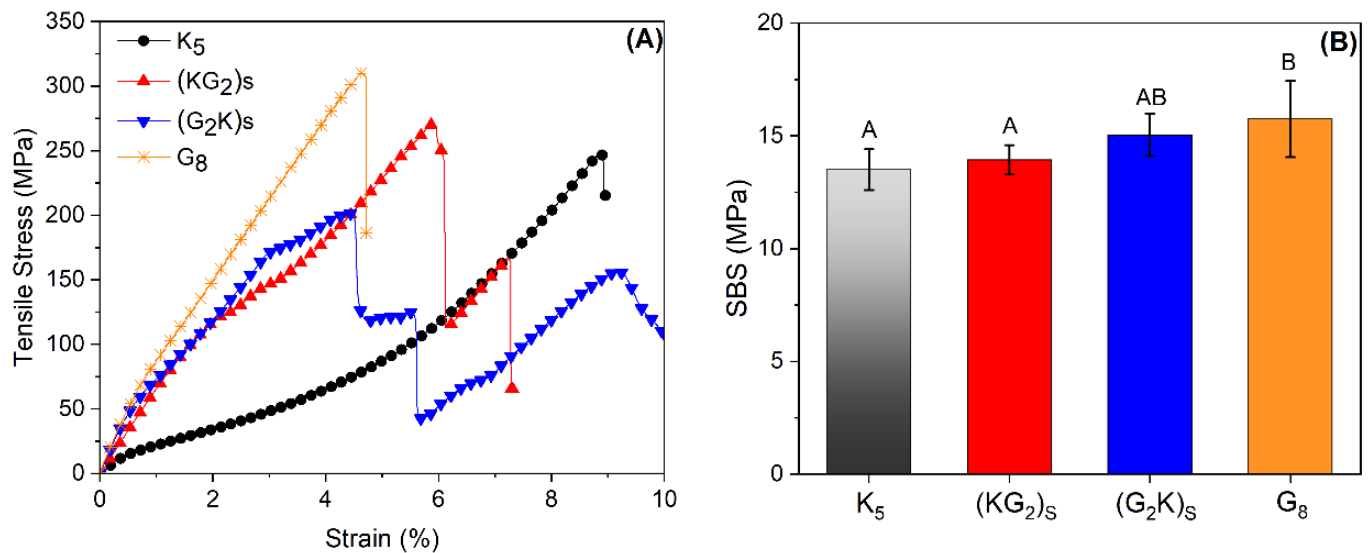 (A)
K₅
(KG₂)s
(G₂K)s
G₈
350
300
250
200
150
100
50
0
Tensile Stress (MPa)
0 2 4 6 8 10
Strain (%)
(B)
20
15
10
5
0
SBS (MPa)
A A AB B
K₅ (KG₂)ₛ (G₂K)ₛ G₈